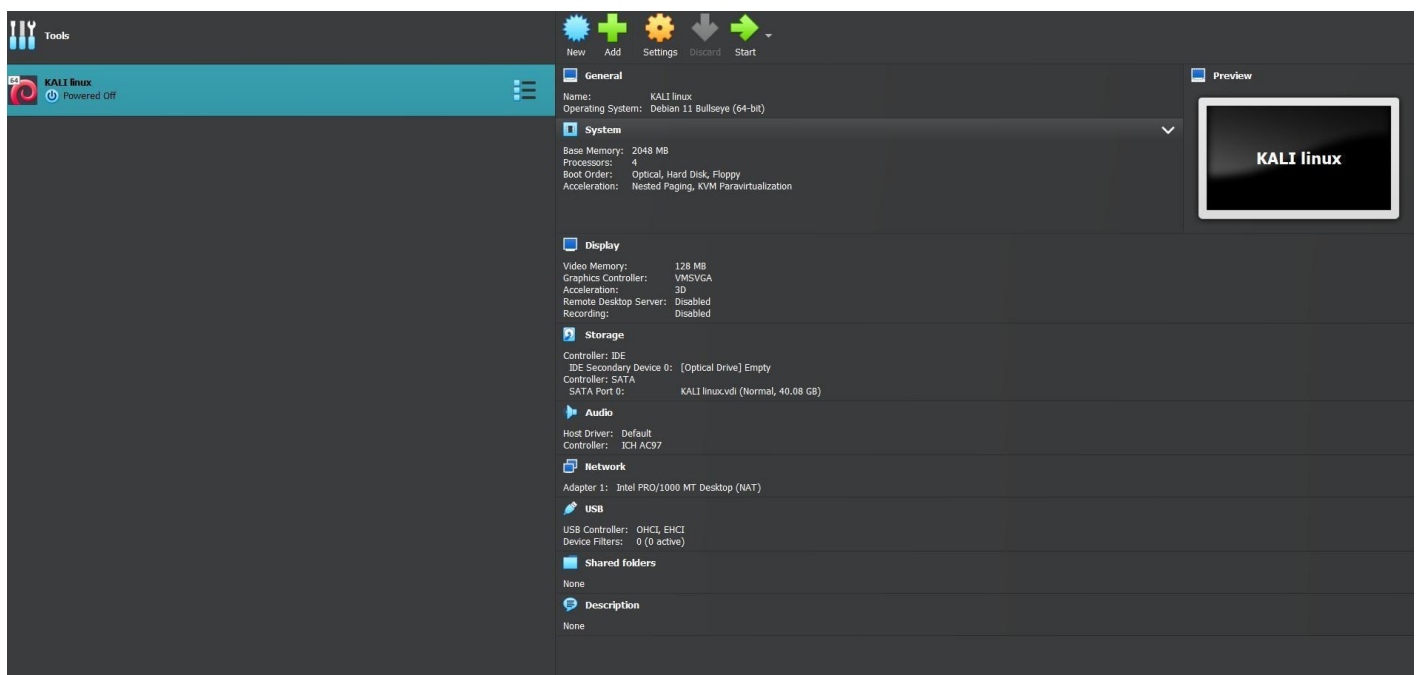 Tools
New Add Settings Discard Start
64
KALI linux
Powered Off
General
Name: KALI linux
Operating System: Debian 11 Bullseye (64-bit)
Preview
KALI linux
System
Base Memory: 2048 MB
Processors: 4
Boot Order: Optical, Hard Disk, Floppy
Acceleration: Nested Paging, KVM Paravirtualization
Display
Video Memory: 128 MB
Graphics Controller: VMSVGA
Acceleration: 3D
Remote Desktop Server: Disabled
Recording: Disabled
Storage
Controller: IDE
IDE Secondary Device 0: [Optical Drive] Empty
Controller: SATA
SATA Port 0: KALI linux.vdi (Normal, 40.08 GB)
Audio
Host Driver: Default
Controller: ICH AC97
Network
Adapter 1: Intel PRO/1000 MT Desktop (NAT)
USB
USB Controller: OHCI, EHCI
Device Filters: 0 (0 active)
Shared folders
None
Description
None